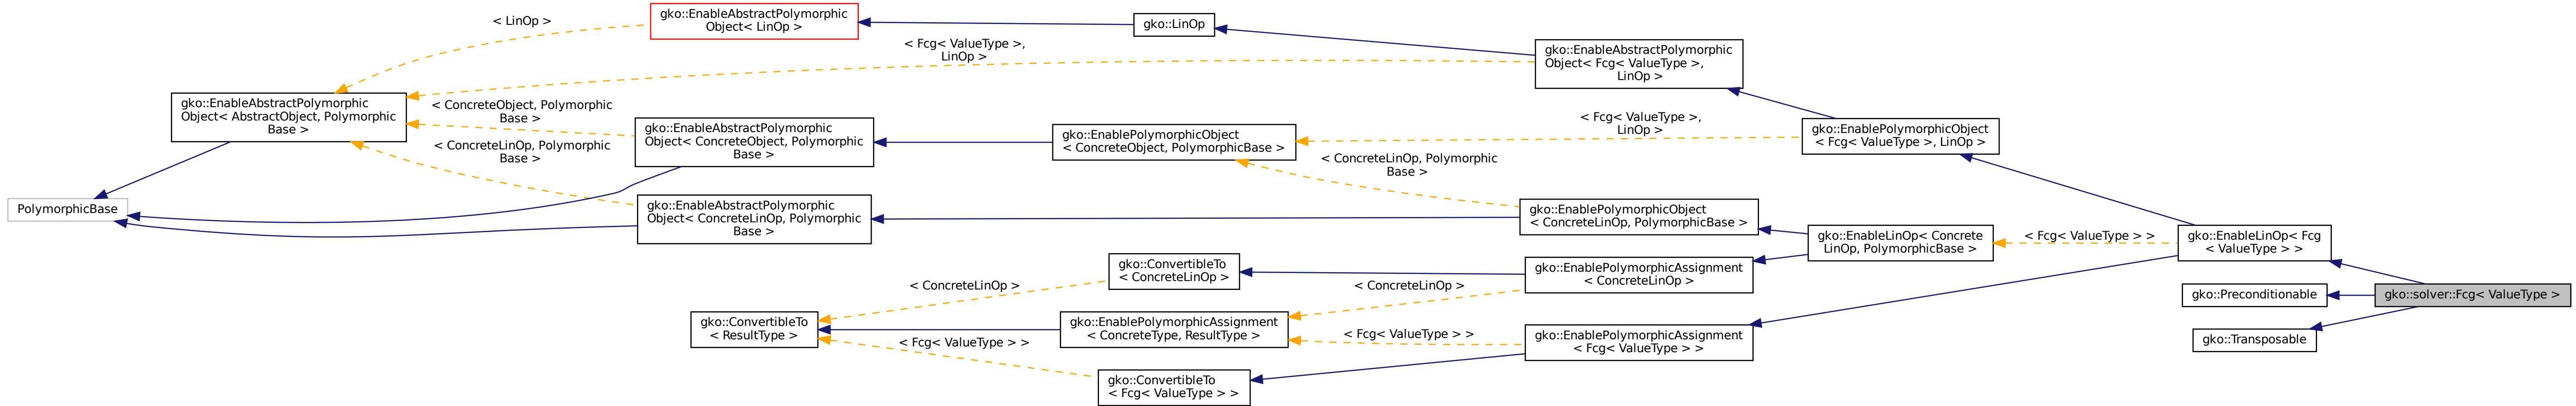 gko::EnableAbstractPolymorphic
Object< LinOp >
< LinOp >
gko::LinOp
< Fcg< ValueType >,
LinOp >
gko::EnableAbstractPolymorphic
Object< Fcg< ValueType >,
LinOp >
gko::EnableAbstractPolymorphic
Object< AbstractObject, Polymorphic
Base >
< ConcreteObject, Polymorphic
Base >
gko::EnableAbstractPolymorphic
Object< ConcreteObject, Polymorphic
Base >
gko::EnablePolymorphicObject
< ConcreteObject, PolymorphicBase >
< Fcg< ValueType >,
LinOp >
gko::EnablePolymorphicObject
< Fcg< ValueType >, LinOp >
< ConcreteLinOp, Polymorphic
Base >
< ConcreteLinOp, Polymorphic
Base >
PolymorphicBase
gko::EnableAbstractPolymorphic
Object< ConcreteLinOp, Polymorphic
Base >
gko::EnablePolymorphicObject
< ConcreteLinOp, PolymorphicBase >
gko::EnableLinOp< Concrete
LinOp, PolymorphicBase >
< Fcg< ValueType > >
gko::EnableLinOp< Fcg
< ValueType > >
gko::ConvertibleTo
< ConcreteLinOp >
gko::EnablePolymorphicAssignment
< ConcreteLinOp >
< ConcreteLinOp >
< ConcreteLinOp >
gko::Preconditionable
gko::solver::Fcg< ValueType >
gko::ConvertibleTo
< ResultType >
gko::EnablePolymorphicAssignment
< ConcreteType, ResultType >
< Fcg< ValueType > >
gko::EnablePolymorphicAssignment
< Fcg< ValueType > >
gko::Transposable
< Fcg< ValueType > >
gko::ConvertibleTo
< Fcg< ValueType > >